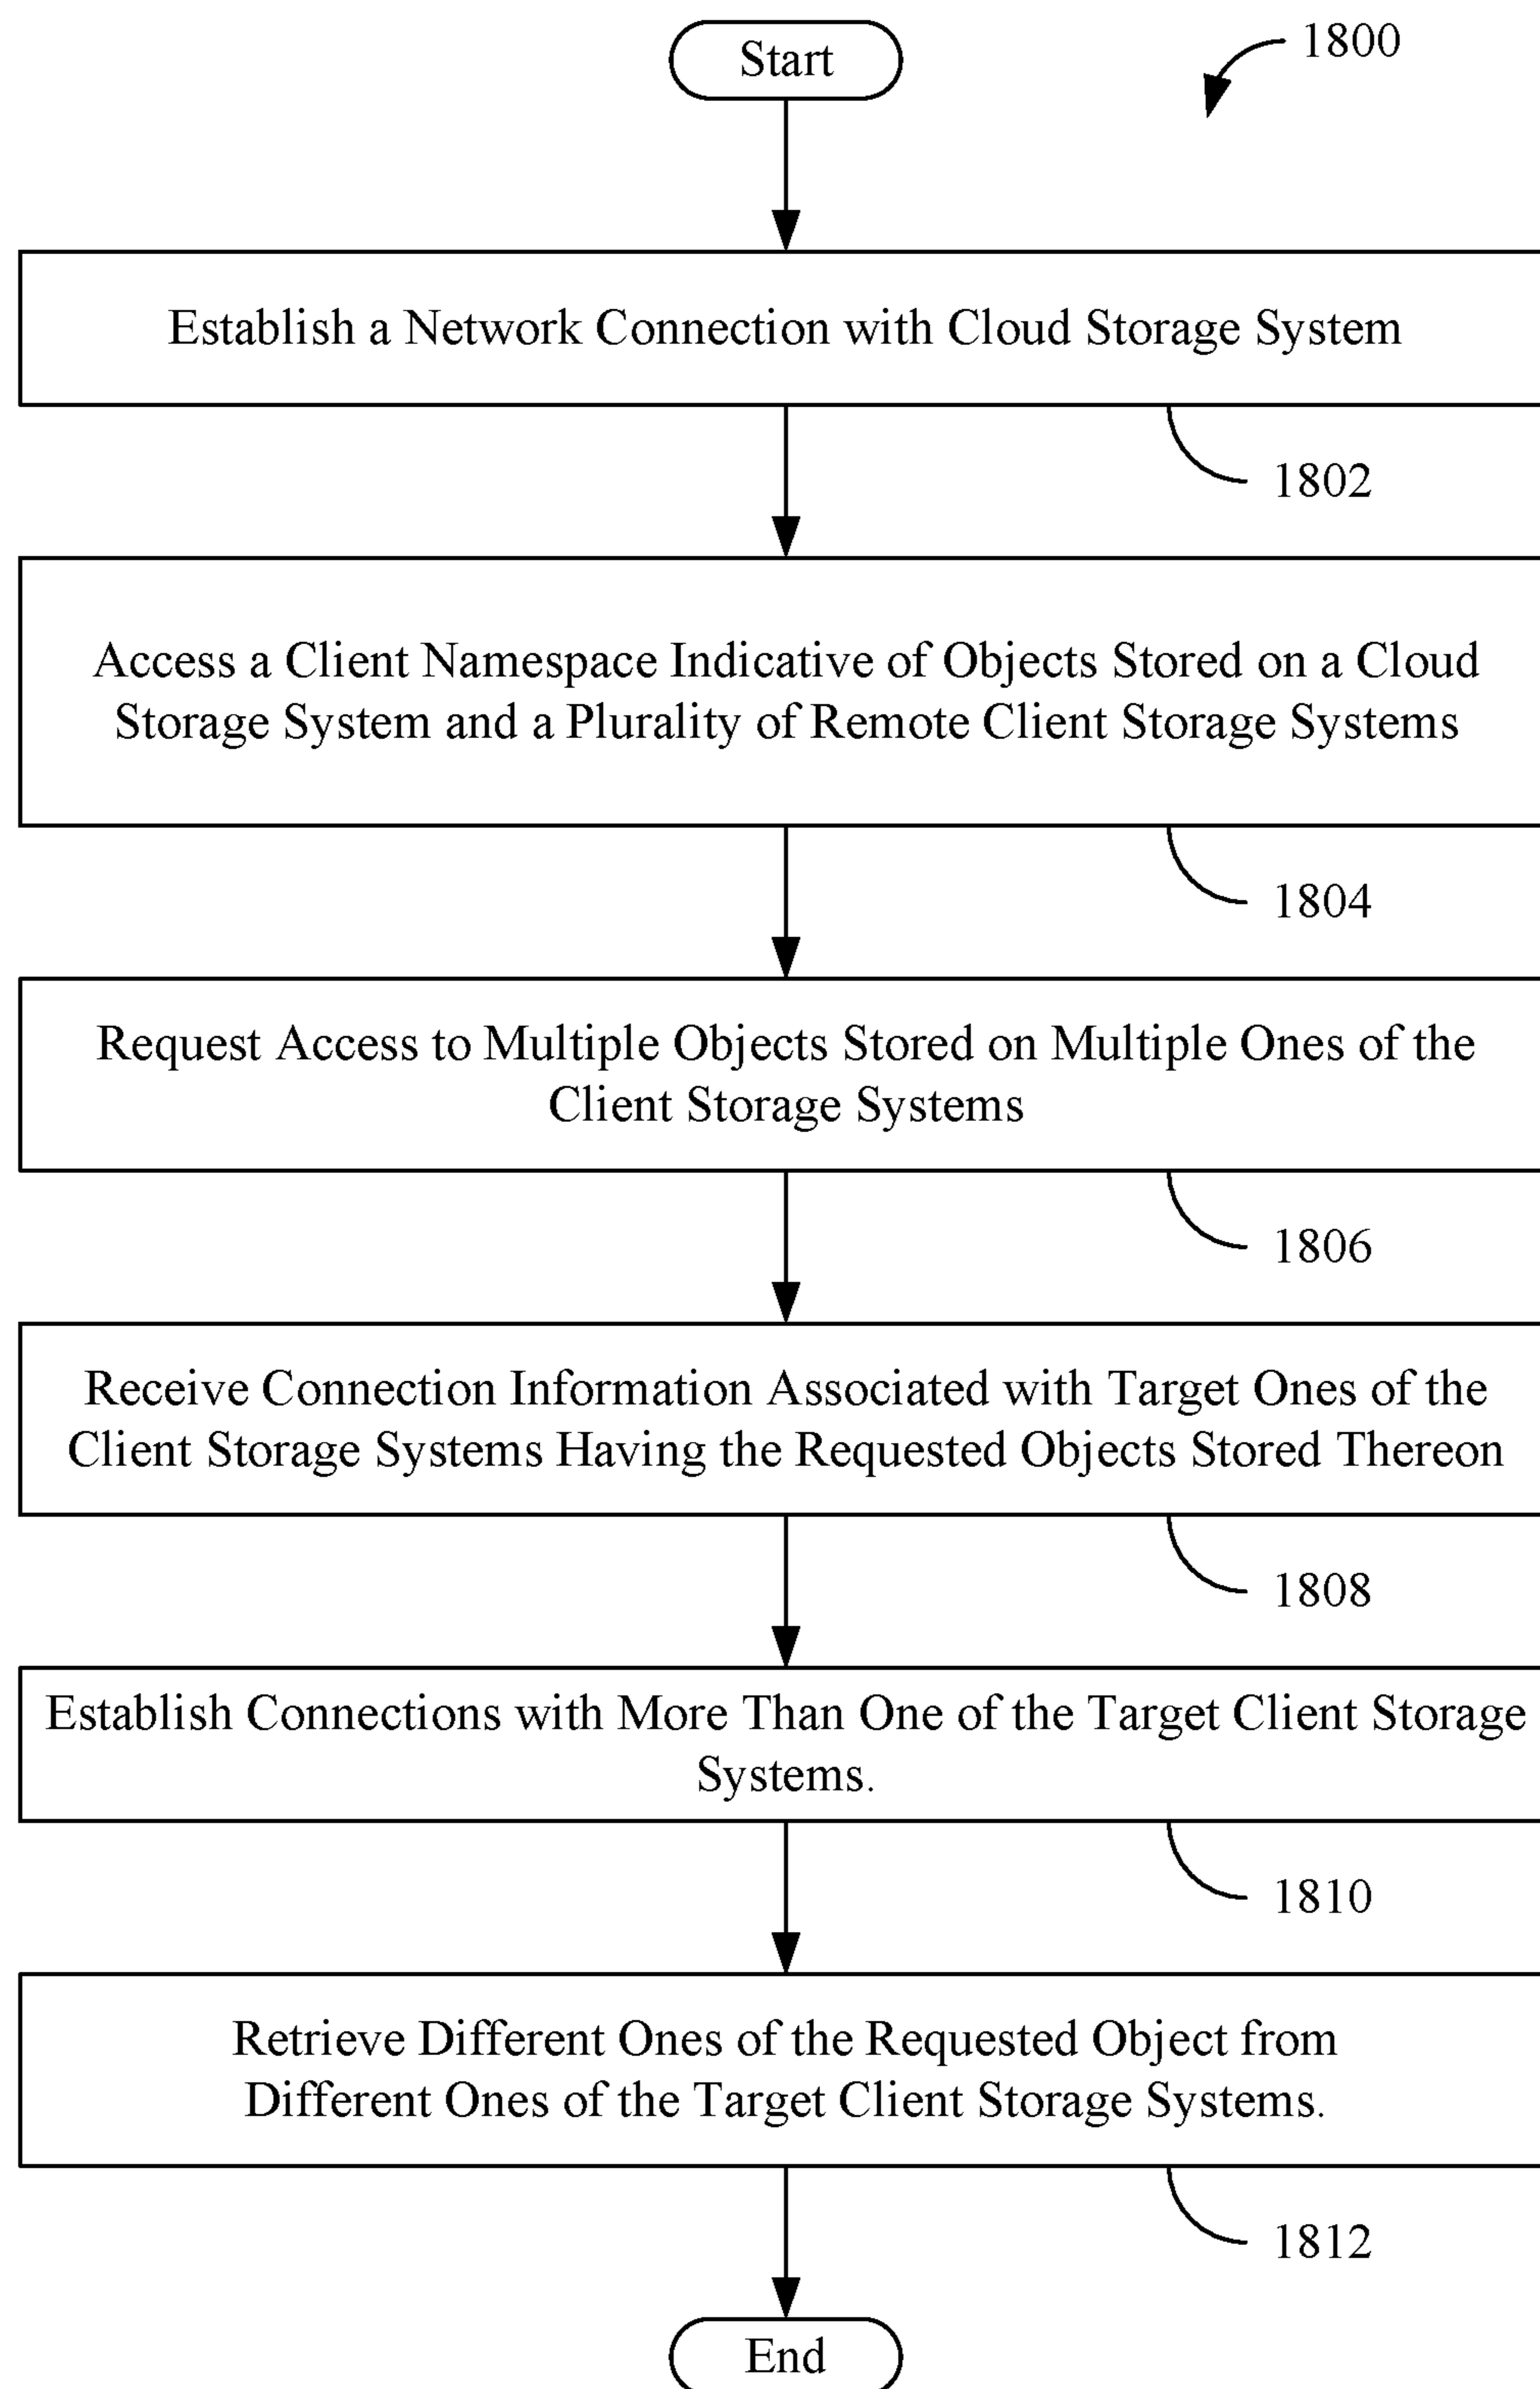 Start
1800
Establish a Network Connection with Cloud Storage System
1802
Access a Client Namespace Indicative of Objects Stored on a Cloud
Storage System and a Plurality of Remote Client Storage Systems
1804
Request Access to Multiple Objects Stored on Multiple Ones of the
Client Storage Systems
1806
Receive Connection Information Associated with Target Ones of the
Client Storage Systems Having the Requested Objects Stored Thereon
1808
Establish Connections with More Than One of the Target Client Storage
Systems.
1810
Retrieve Different Ones of the Requested Object from
Different Ones of the Target Client Storage Systems.
1812
End